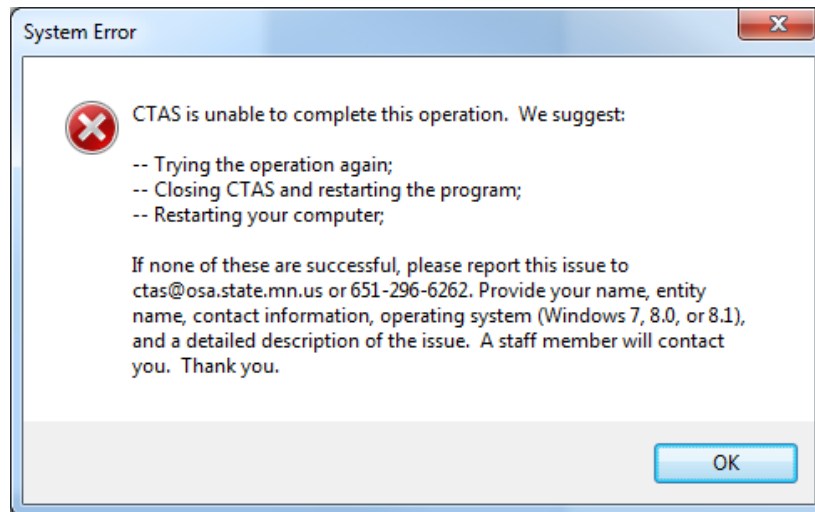 System Error
CTAS is unable to complete this operation.  We suggest:
-- Trying the operation again;
-- Closing CTAS and restarting the program;
-- Restarting your computer;
If none of these are successful, please report this issue to
ctas@osa.state.mn.us or 651-296-6262. Provide your name, entity
name, contact information, operating system (Windows 7, 8.0, or 8.1),
and a detailed description of the issue.  A staff member will contact
you.  Thank you.
OK